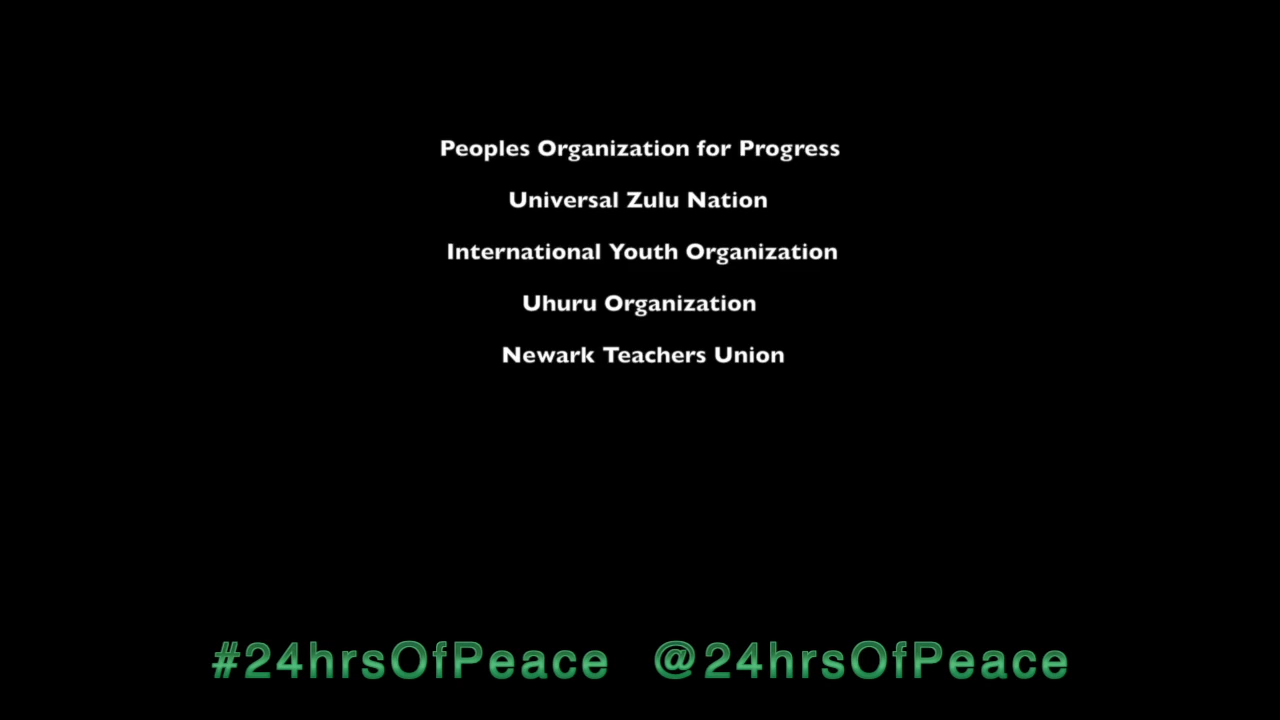 Peoples Organization for Progress
Universal Zulu Nation
International Youth Organization
Uhuru Organization
Newark Teachers Union
#24hrsOfPeace @24hrsOfPeace